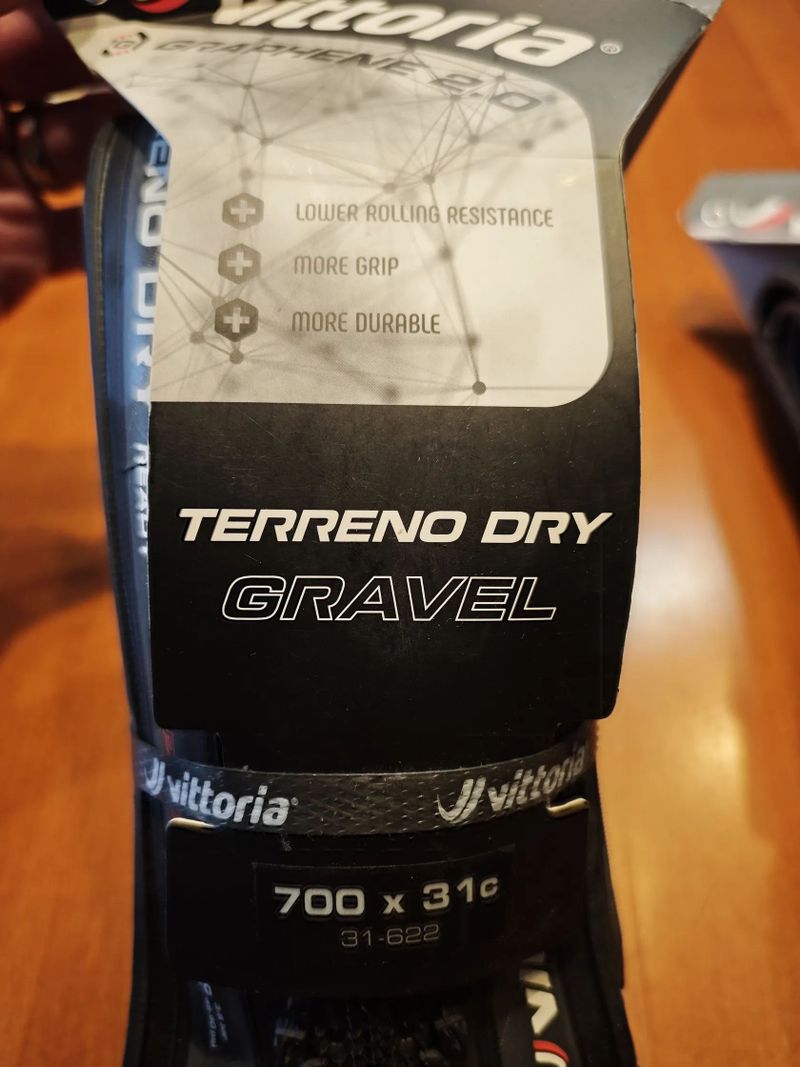 vittoria®
GRAPHENE 2.0
LOWER ROLLING RESISTANCE
MORE GRIP
MORE DURABLE
TERRENO DRY
GRAVEL
vittoria® vittoria
700 x 31c
31-622